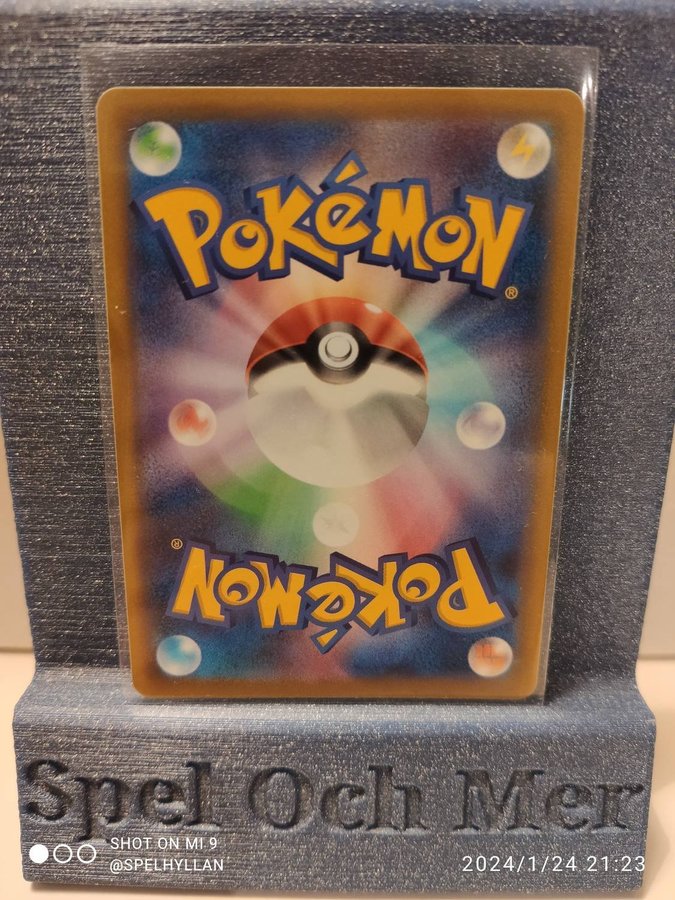 POKéMON
®
®
POKéMON
Spel Och Mer
SHOT ON MI 9
@SPELHYLLAN
2024/1/24 21:23